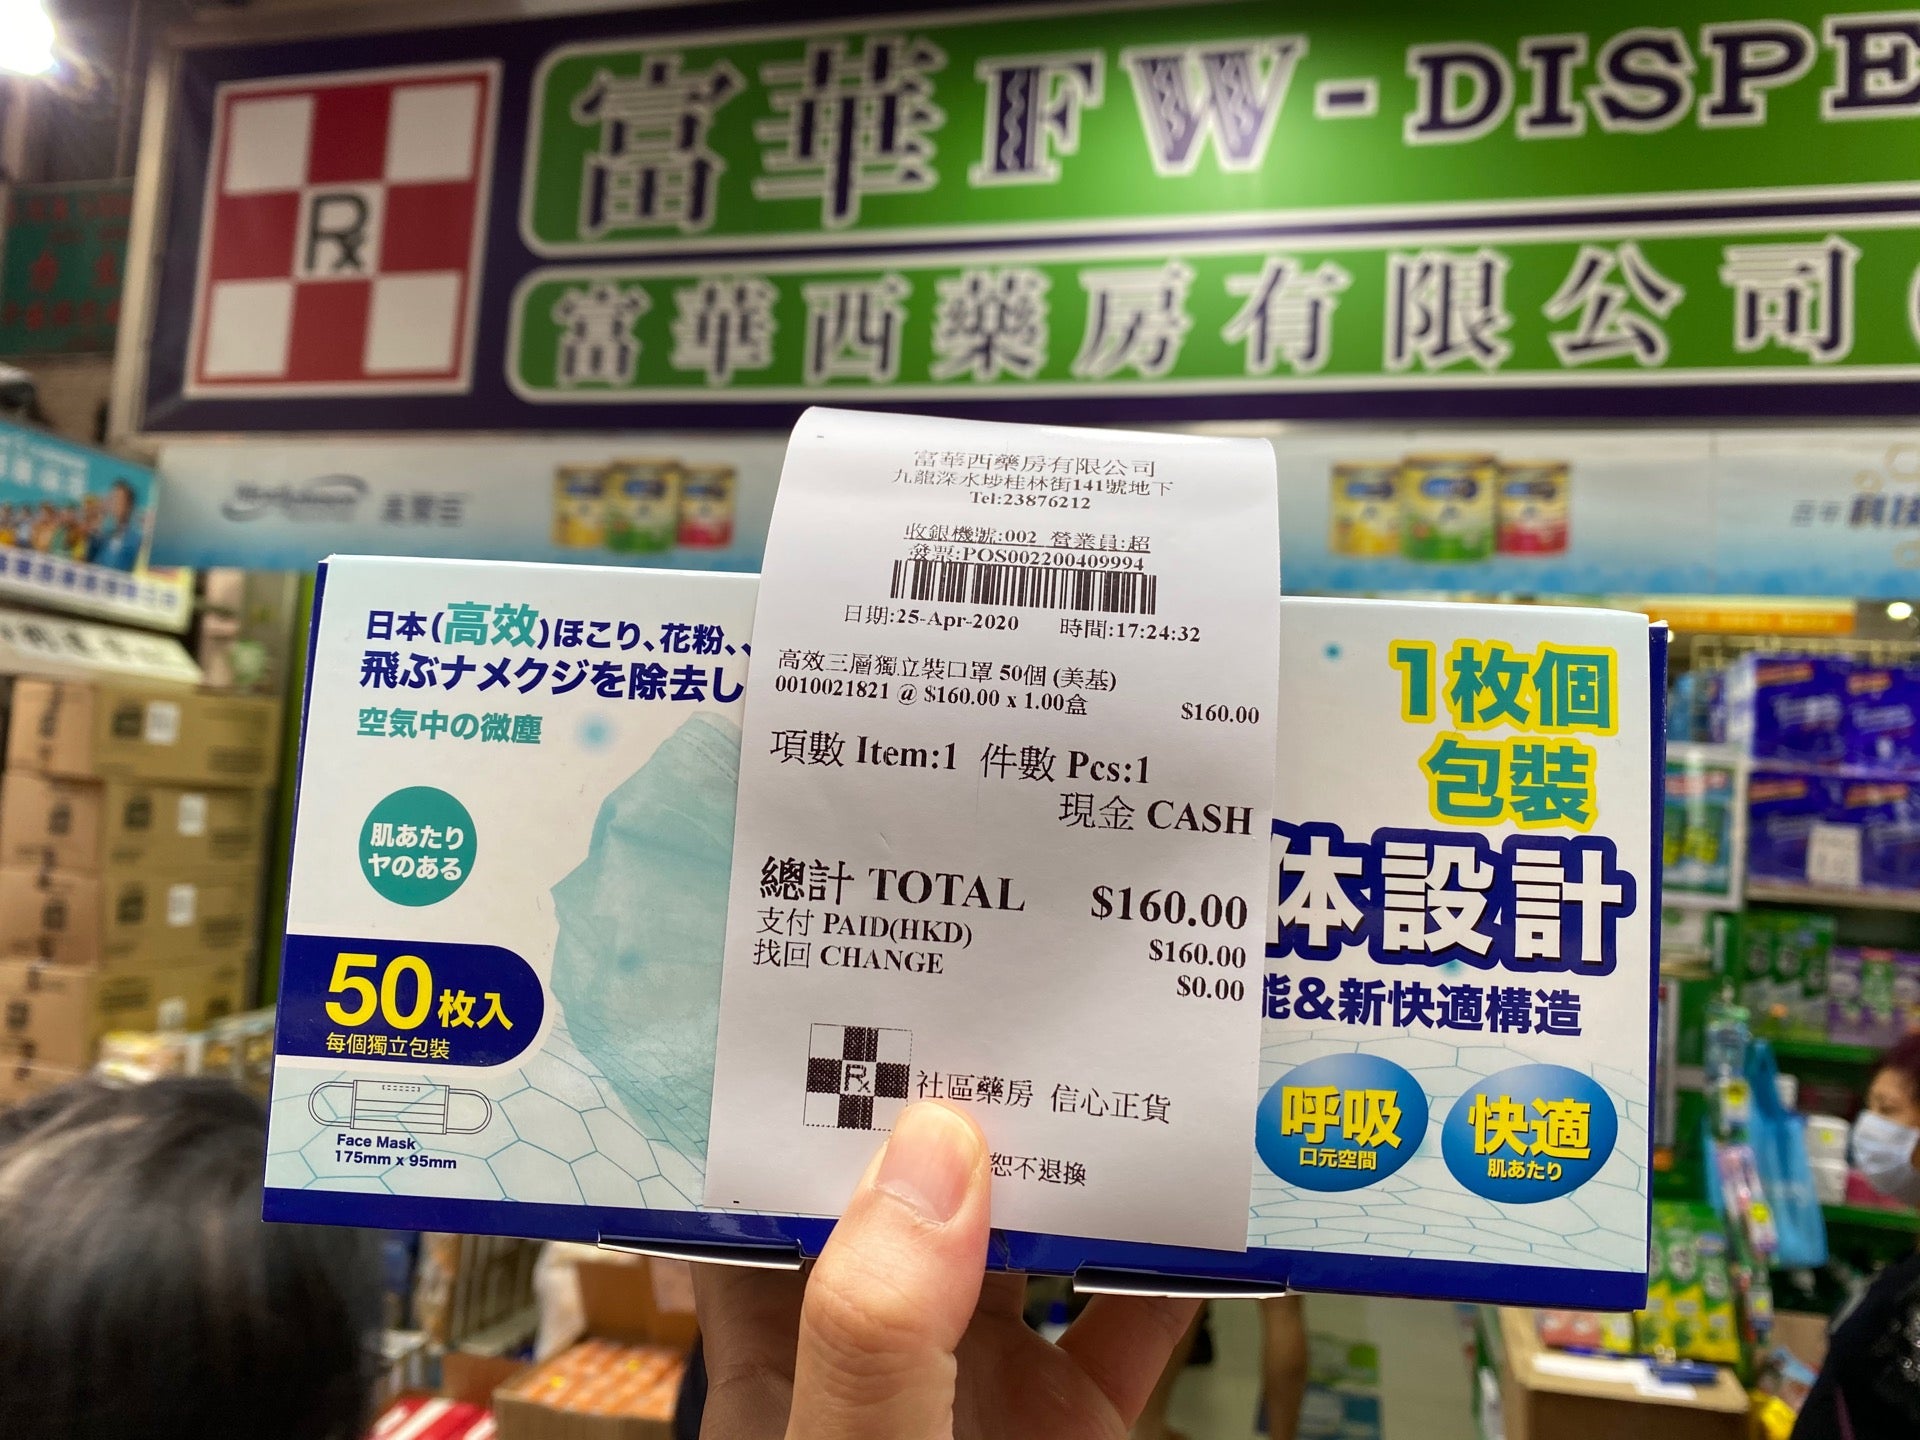 富華 FW-DISPE
Rx
富華西藥房有限公司
富華西藥房有限公司
九龍深水埗桂林街141號地下
Tel:23876212
收銀機號:002 營業員:超
發票:POS002200409994
日期:25-Apr-2020 時間:17:24:32
高效三層獨立裝口罩 50個 (美基)
0010021821 @ $160.00 x 1.00盒 $160.00
項數 Item:1 件數 Pcs:1
現金 CASH
總計 TOTAL $160.00
支付 PAID(HKD) $160.00
找回 CHANGE $0.00
Rx
社區藥房 信心正貨
恕不退換
日本(高效)ほこり、花粉、
飛ぶナメクジを除去し
空気中の微塵
肌あたり
ヤのある
50枚入
每個獨立包裝
Face Mask
175mm x 95mm
1枚個
包裝
体設計
能&新快適構造
呼吸
口元空間
快適
肌あたり